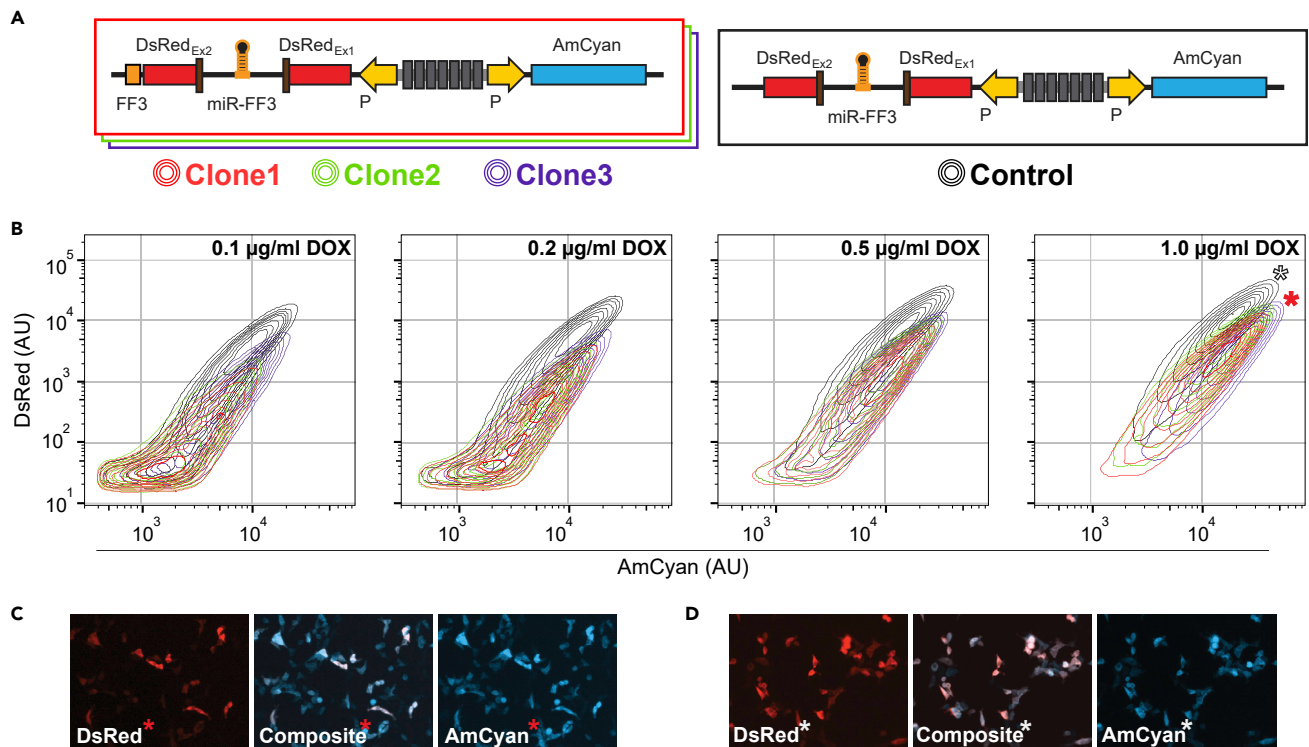 A
DsRedEx2 DsRedEx1 AmCyan
FF3 miR-FF3 P P
DsRedEx2 DsRedEx1 AmCyan
miR-FF3 P P
Clone1 Clone2 Clone3 Control
B
0.1 µg/ml DOX 0.2 µg/ml DOX 0.5 µg/ml DOX 1.0 µg/ml DOX
* *
DsRed (AU)
10^5
10^4
10^3
10^2
10^1
10^3 10^4 10^3 10^4 10^3 10^4 10^3 10^4
AmCyan (AU)
C
DsRed* Composite* AmCyan*
D
DsRed* Composite* AmCyan*